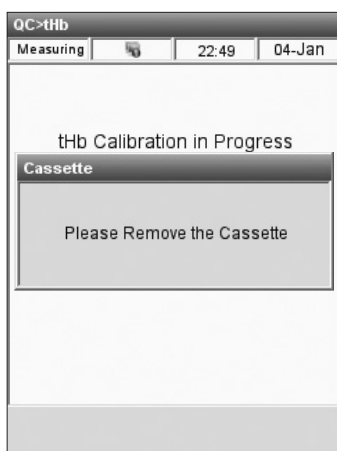 QC>tHb
Measuring 22:49 04-Jan
tHb Calibration in Progress
Cassette
Please Remove the Cassette